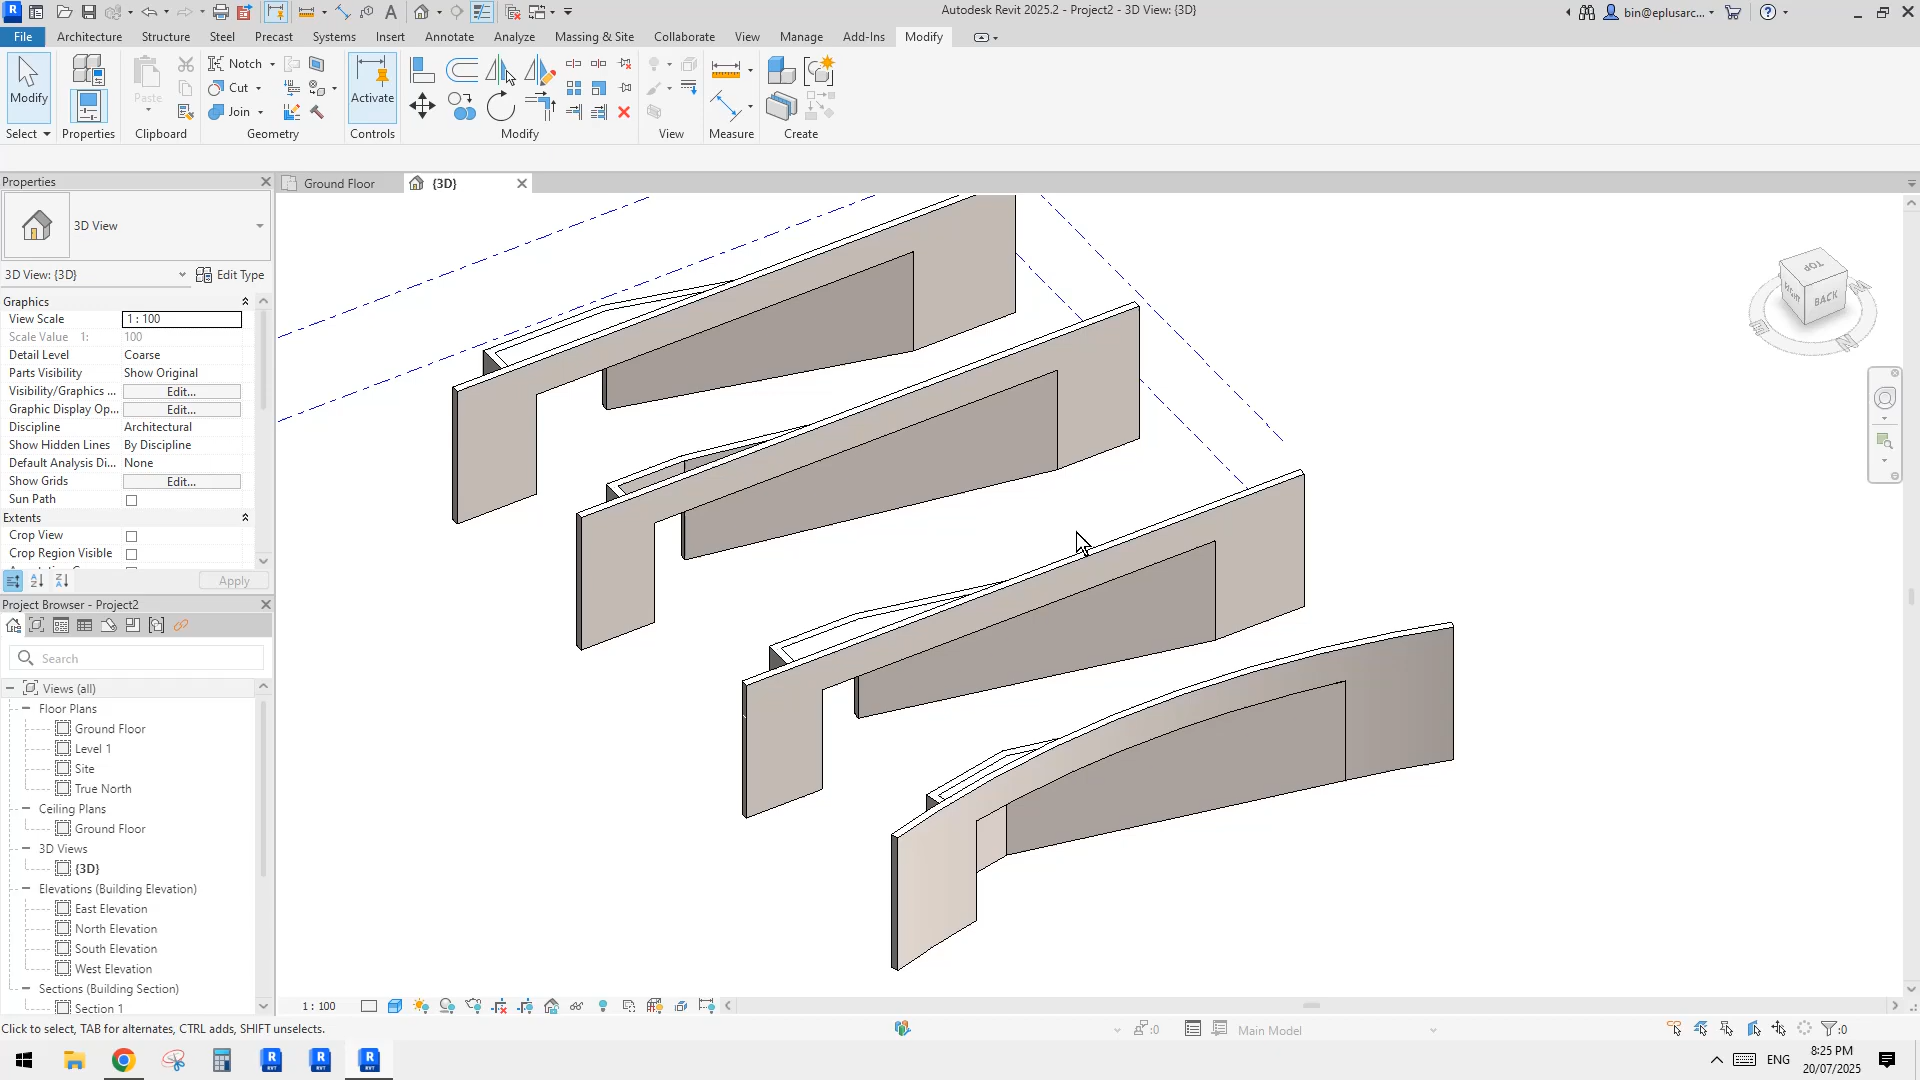 Autodesk Revit 2025.2 - Project2 - 3D View: {3D}
bin@eplusarc...
File Architecture Structure Steel Precast Systems Insert Annotate Analyze Massing & Site Collaborate View Manage Add-Ins Modify
Modify
Paste
Notch
Cut
Join
Activate
Select Properties Clipboard Geometry Controls Modify View Measure Create
Properties
Ground Floor
{3D}
3D View
3D View: {3D}
Edit Type
Graphics
View Scale 1 : 100
Scale Value 1: 100
Detail Level Coarse
Parts Visibility Show Original
Visibility/Graphics ... Edit...
Graphic Display Op... Edit...
Discipline Architectural
Show Hidden Lines By Discipline
Default Analysis Di... None
Show Grids Edit...
Sun Path
Extents
Crop View
Crop Region Visible
Apply
Project Browser - Project2
Search
Views (all)
Floor Plans
Ground Floor
Level 1
Site
True North
Ceiling Plans
Ground Floor
3D Views
{3D}
Elevations (Building Elevation)
East Elevation
North Elevation
South Elevation
West Elevation
Sections (Building Section)
Section 1
TOP
BACK
1 : 100
Click to select, TAB for alternates, CTRL adds, SHIFT unselects.
:0
Main Model
:0
ENG
8:25 PM
20/07/2025